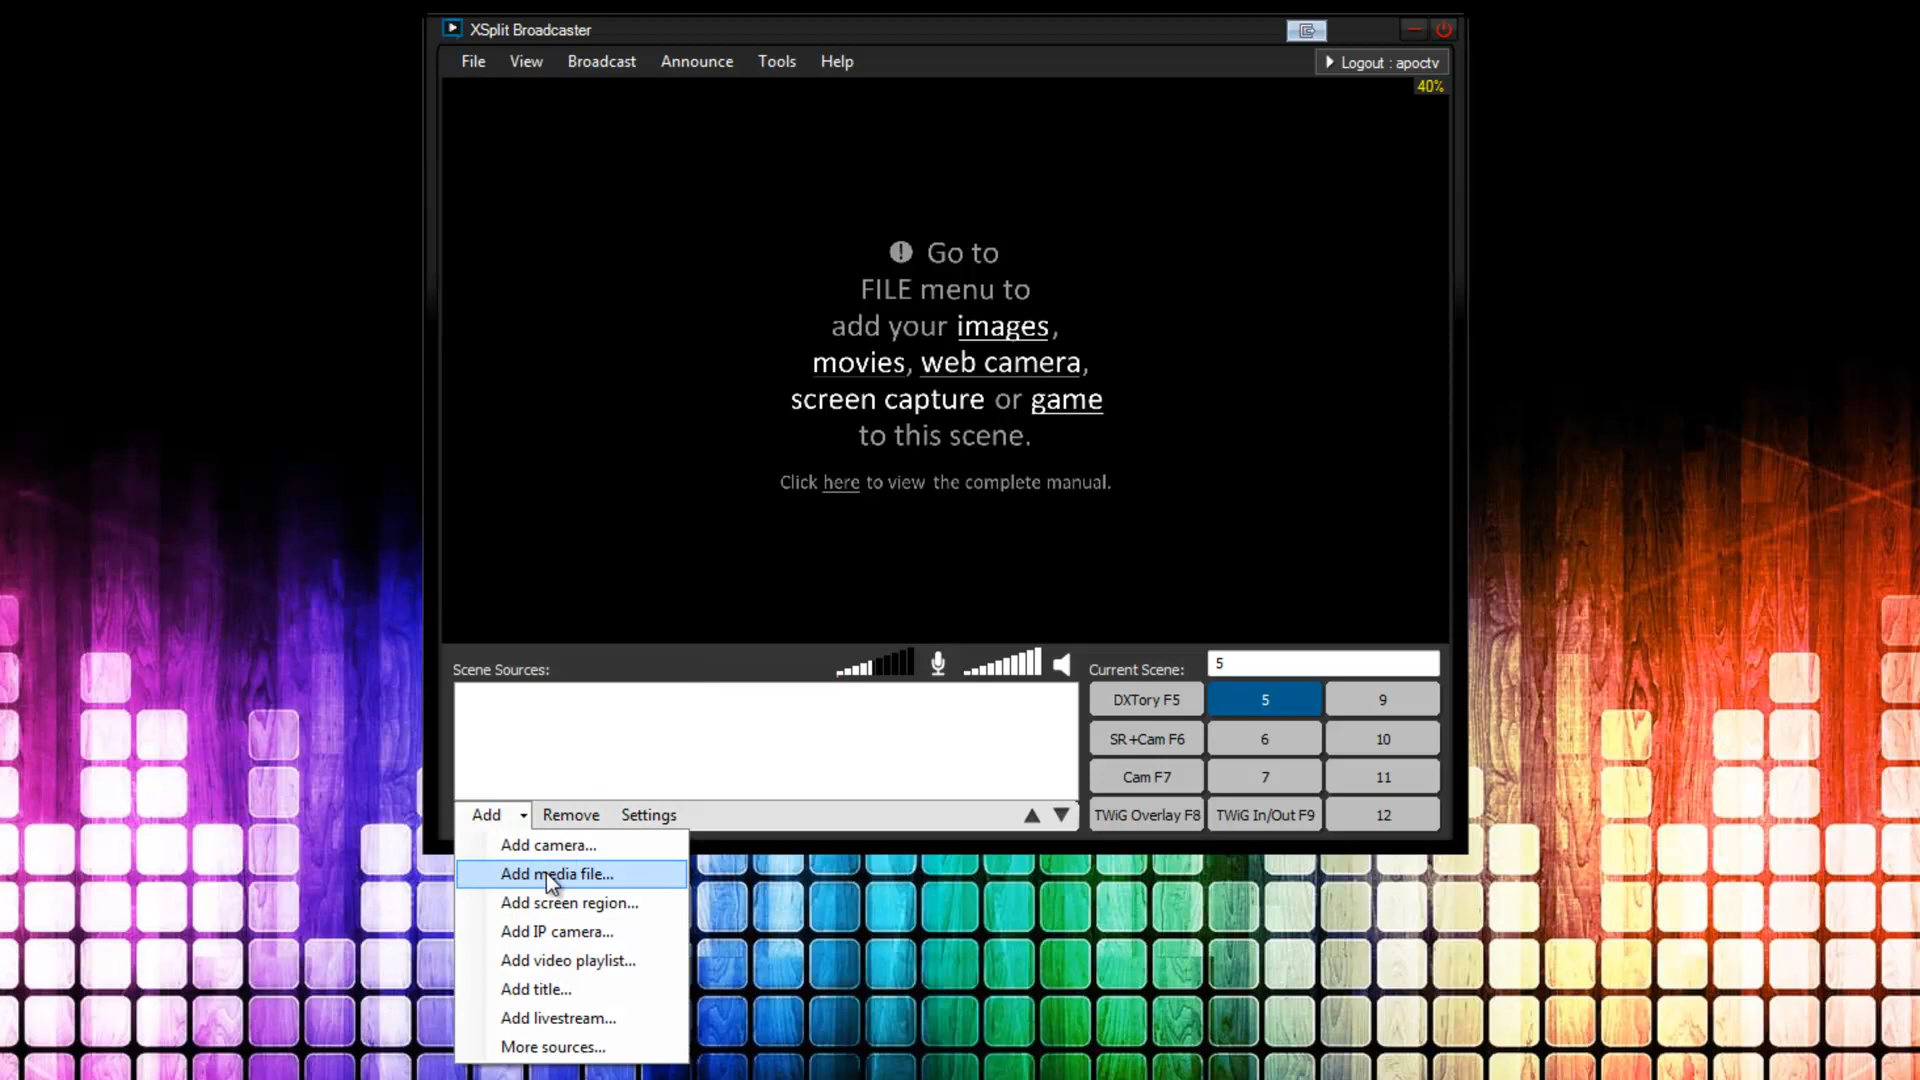 XSplit Broadcaster
File View Broadcast Announce Tools Help Logout : apoctv
40%
Go to
FILE menu to
add your images,
movies, web camera,
screen capture or game
to this scene.
Click here to view the complete manual.
Scene Sources: Current Scene: 5
DXTory F5 5 9
SR+Cam F6 6 10
Cam F7 7 11
TWiG Overlay F8 TWiG In/Out F9 12
Add Remove Settings
Add camera...
Add media file...
Add screen region...
Add IP camera...
Add video playlist...
Add title...
Add livestream...
More sources...